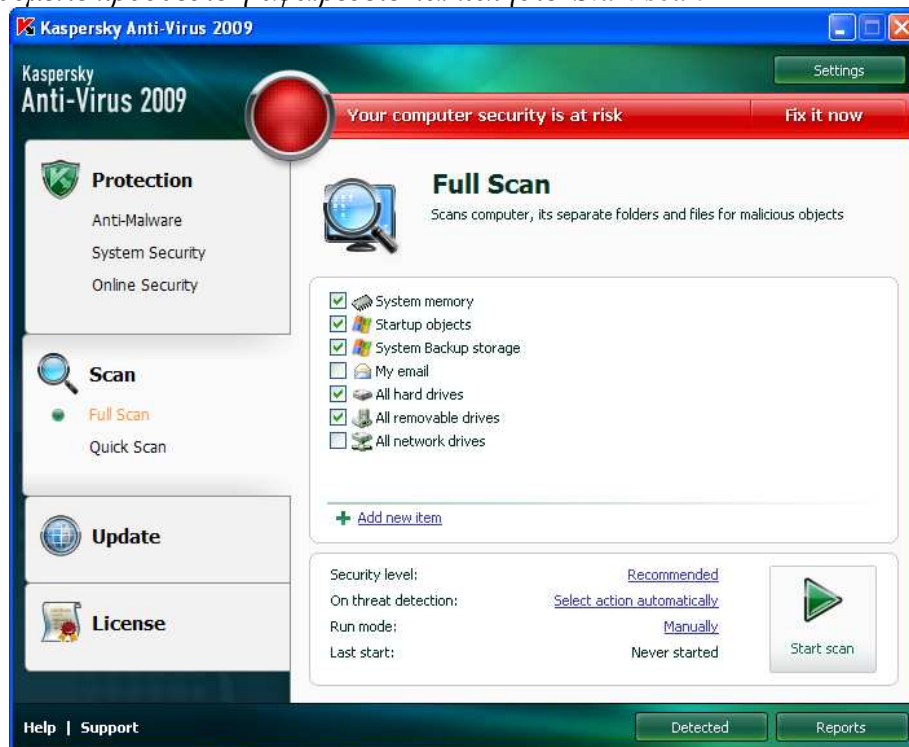 Kaspersky Anti-Virus 2009
Kaspersky
Anti-Virus 2009
Settings
Your computer security is at risk
Fix it now
Protection
Anti-Malware
System Security
Online Security
Scan
Full Scan
Quick Scan
Update
License
Full Scan
Scans computer, its separate folders and files for malicious objects
System memory
Startup objects
System Backup storage
My email
All hard drives
All removable drives
All network drives
Add new item
Security level: Recommended
On threat detection: Select action automatically
Run mode: Manually
Last start: Never started
Start scan
Help | Support
Detected
Reports